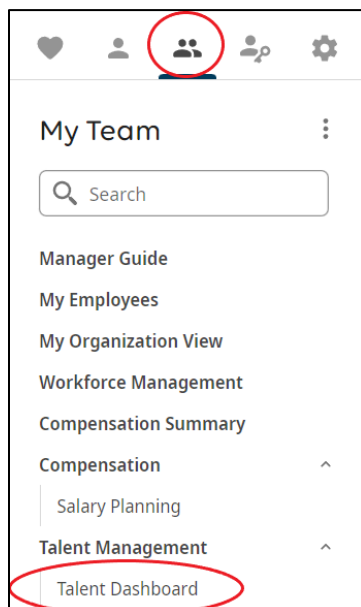 My Team
Search
Manager Guide
My Employees
My Organization View
Workforce Management
Compensation Summary
Compensation
Salary Planning
Talent Management
Talent Dashboard